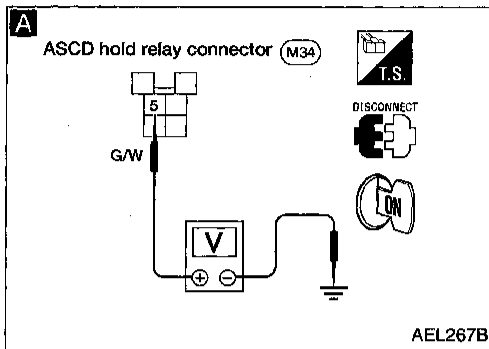 A
ASCD hold relay connector M34
T.S.
5
DISCONNECT
G/W
ON
V
+ −
AEL267B